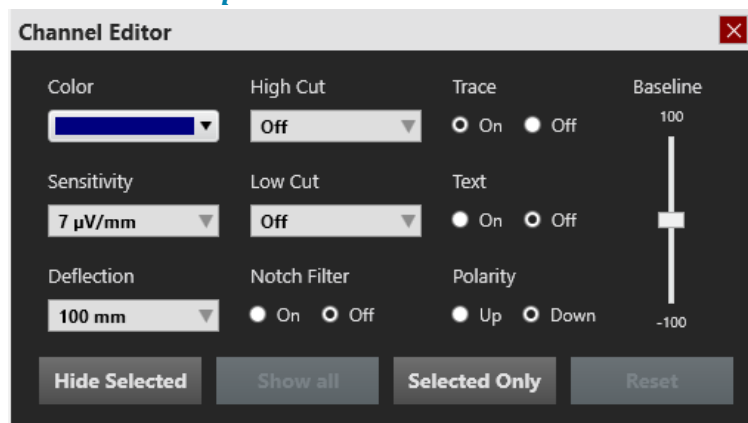 Channel Editor
Color High Cut Trace Baseline
Off On Off 100
Sensitivity Low Cut Text
7 µV/mm Off On Off
Deflection Notch Filter Polarity
100 mm On Off Up Down -100
Hide Selected Show all Selected Only Reset